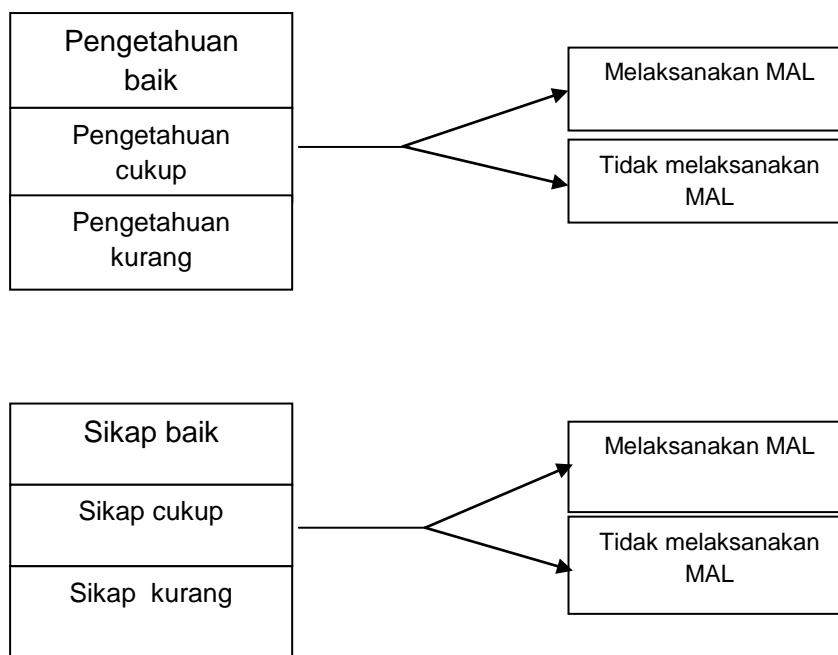 Pengetahuan
baik
Pengetahuan
cukup
Pengetahuan
kurang
Melaksanakan MAL
Tidak melaksanakan
MAL
Sikap baik
Sikap cukup
Sikap kurang
Melaksanakan MAL
Tidak melaksanakan
MAL